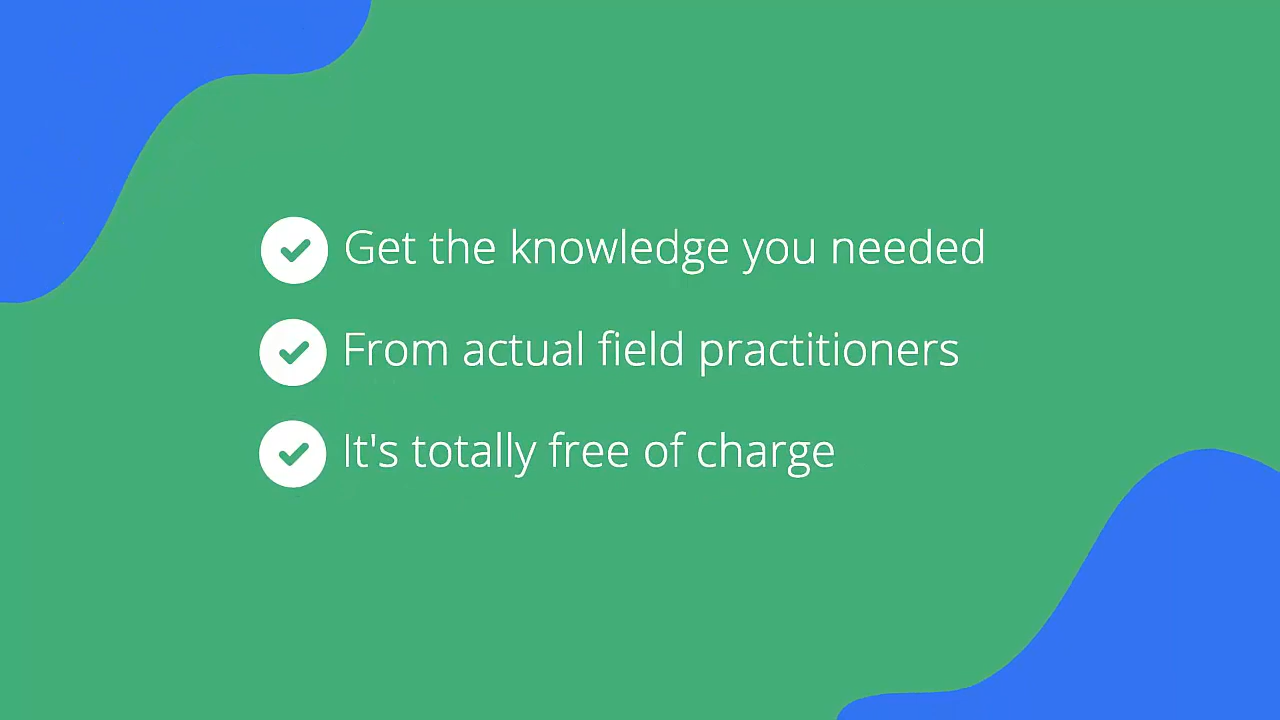 Get the knowledge you needed
From actual field practitioners
It's totally free of charge